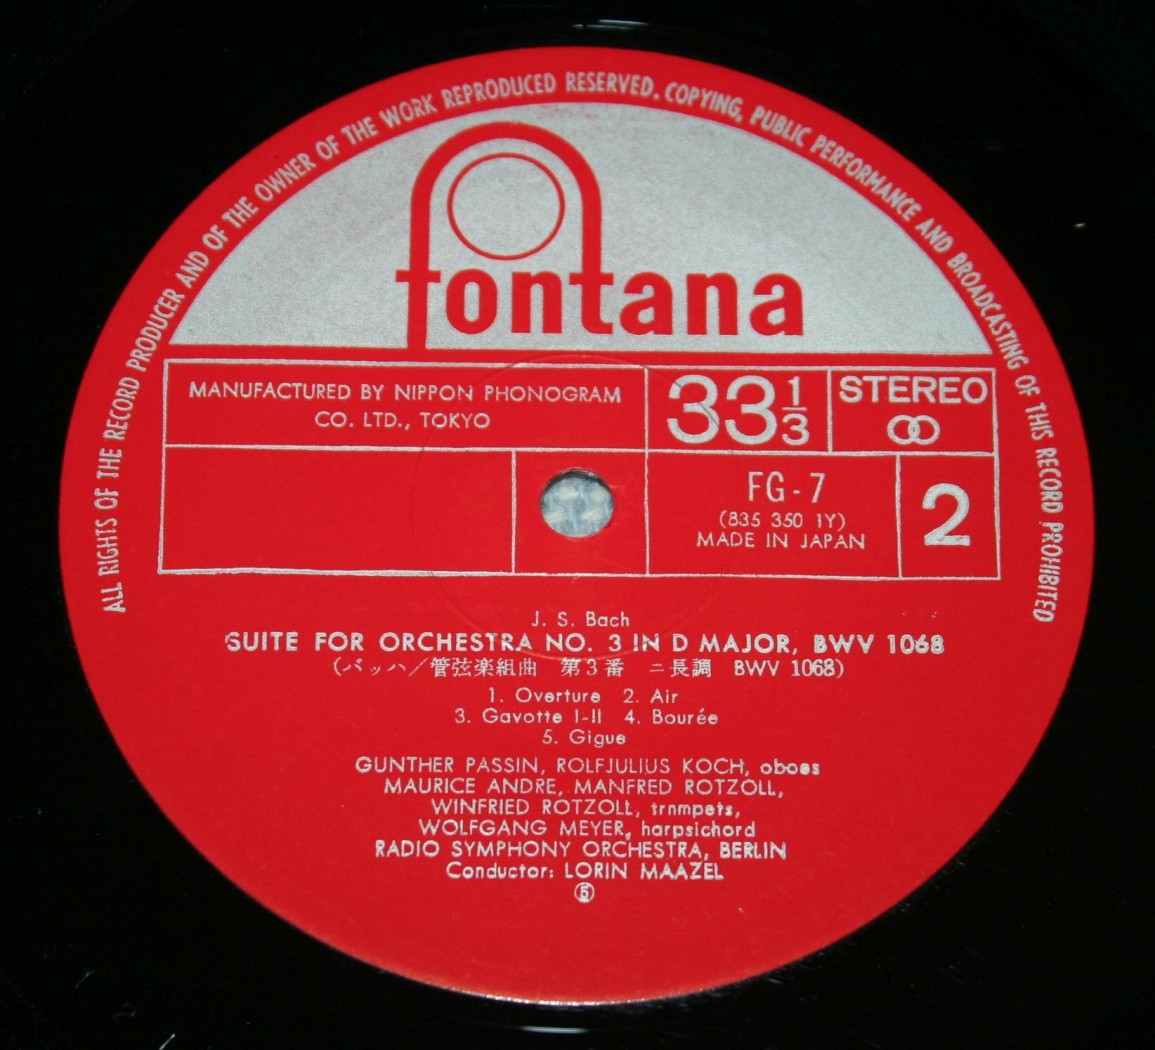 ALL RIGHTS OF THE RECORD PRODUCER AND OF THE OWNER OF THE WORK REPRODUCED RESERVED. COPYING, PUBLIC PERFORMANCE AND BROADCASTING OF THIS RECORD PROHIBITED
fontana
MANUFACTURED BY NIPPON PHONOGRAM
CO. LTD., TOKYO
33 1/3
STEREO
FG-7
(835 350 1Y)
MADE IN JAPAN
2
J. S. Bach
SUITE FOR ORCHESTRA NO. 3 IN D MAJOR, BWV 1068
(バッハ/管弦楽組曲 第3番 ニ長調 BWV 1068)
1. Overture 2. Air
3. Gavotte I-II 4. Bourée
5. Gigue
GUNTHER PASSIN, ROLFJULIUS KOCH, oboes
MAURICE ANDRE, MANFRED ROTZOLL,
WINFRIED ROTZOLL, trnmpets,
WOLFGANG MEYER, harpsichord
RADIO SYMPHONY ORCHESTRA, BERLIN
Conductor: LORIN MAAZEL